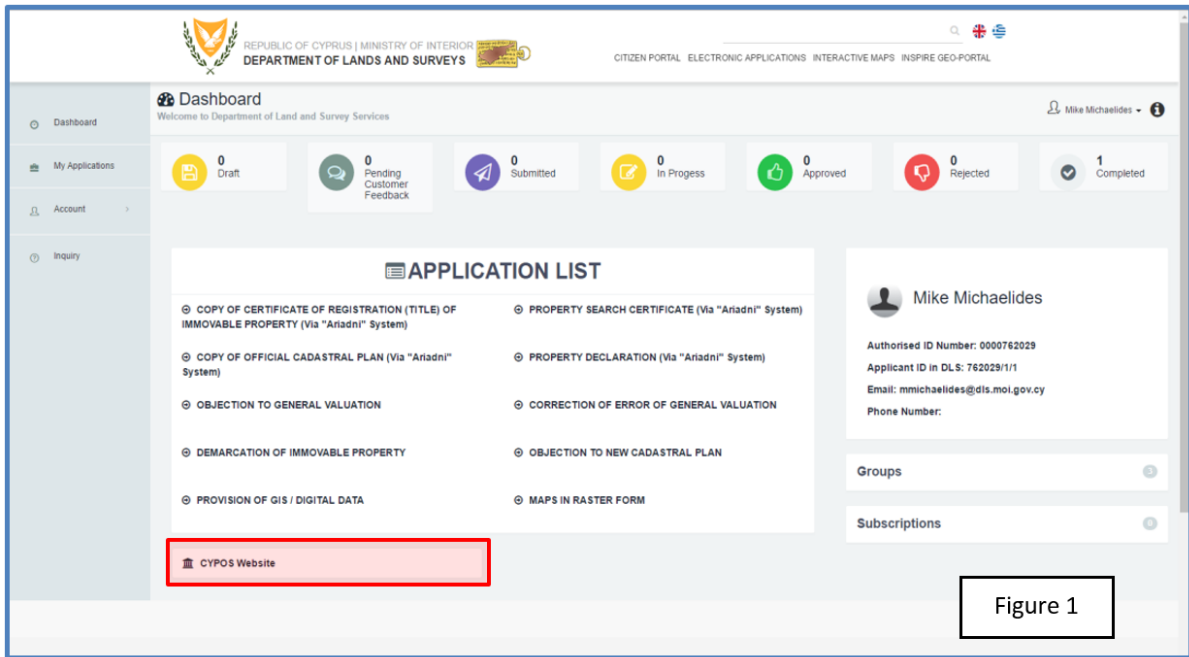 REPUBLIC OF CYPRUS | MINISTRY OF INTERIOR
DEPARTMENT OF LANDS AND SURVEYS
CITIZEN PORTAL ELECTRONIC APPLICATIONS INTERACTIVE MAPS INSPIRE GEO-PORTAL
Dashboard
Welcome to Department of Land and Survey Services
Mike Michaelides
Dashboard
My Applications
Account
Inquiry
0
Draft
0
Pending
Customer
Feedback
0
Submitted
0
In Progess
0
Approved
0
Rejected
1
Completed
APPLICATION LIST
COPY OF CERTIFICATE OF REGISTRATION (TITLE) OF
IMMOVABLE PROPERTY (Via "Ariadni" System)
PROPERTY SEARCH CERTIFICATE (Via "Ariadni" System)
COPY OF OFFICIAL CADASTRAL PLAN (Via "Ariadni"
System)
PROPERTY DECLARATION (Via "Ariadni" System)
OBJECTION TO GENERAL VALUATION
CORRECTION OF ERROR OF GENERAL VALUATION
DEMARCATION OF IMMOVABLE PROPERTY
OBJECTION TO NEW CADASTRAL PLAN
PROVISION OF GIS / DIGITAL DATA
MAPS IN RASTER FORM
CYPOS Website
Mike Michaelides
Authorised ID Number: 0000762029
Applicant ID in DLS: 762029/1/1
Email: mmichaelides@dls.moi.gov.cy
Phone Number:
Groups
Subscriptions
Figure 1